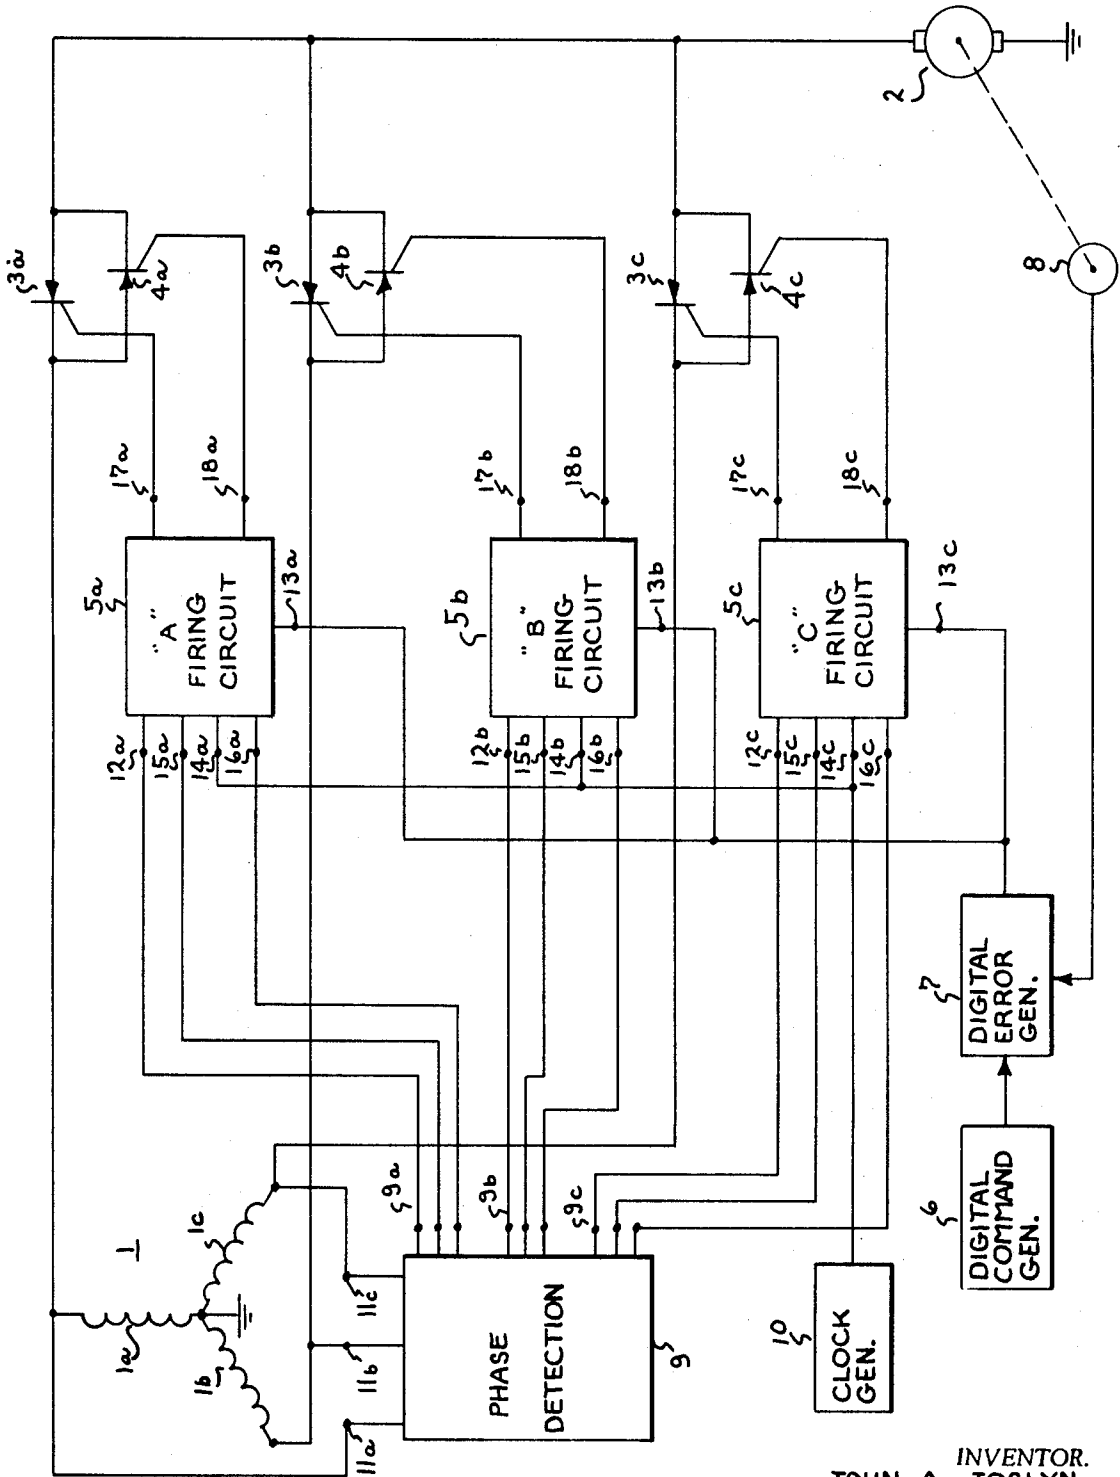 1
1a
1b
1c
3a
4a
5a
"A"
FIRING
CIRCUIT
12a
15a
14a
16a
13a
17a
18a
3b
4b
5b
"B"
FIRING
CIRCUIT
12b
15b
14b
16b
13b
17b
18b
3c
4c
5c
"C"
FIRING
CIRCUIT
12c
15c
14c
16c
13c
17c
18c
11a
11b
11c
9a
9b
9c
PHASE
DETECTION
9
10
CLOCK
GEN.
6
DIGITAL
COMMAND
GEN.
7
DIGITAL
ERROR
GEN.
8
2
INVENTOR.
JOHN A. JOSLYN